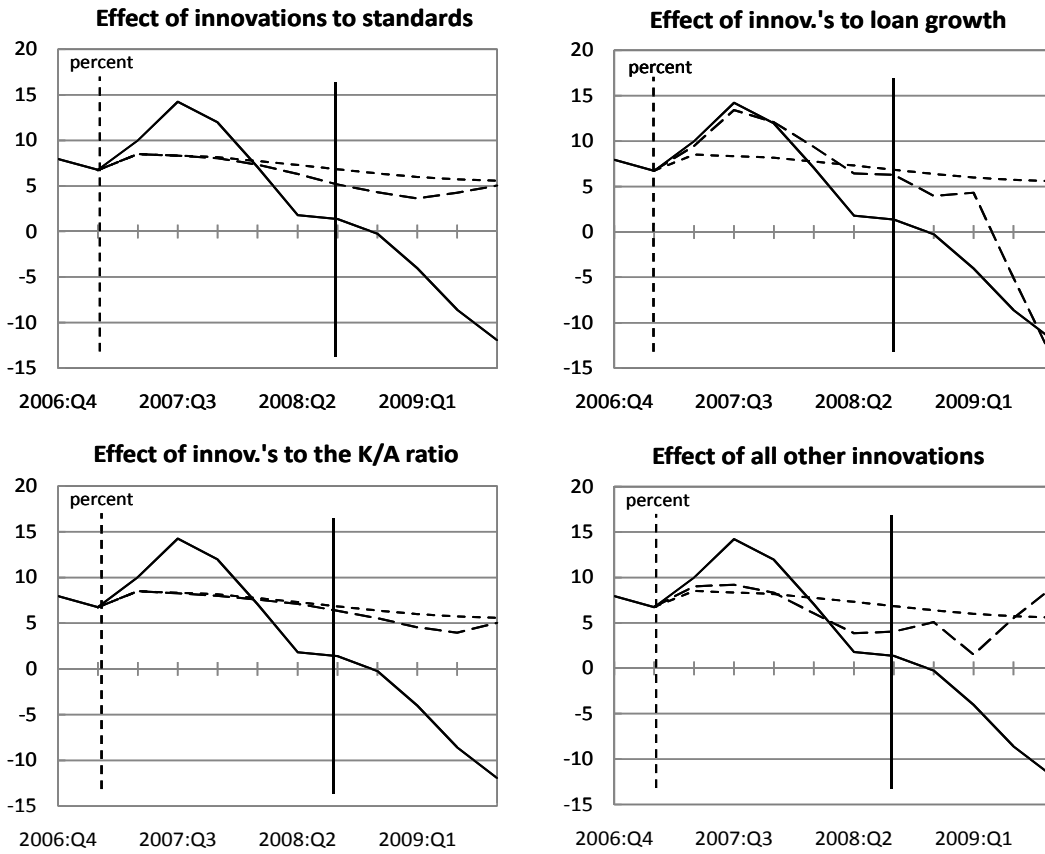 Effect of innovations to standards
20
percent
15
10
5
0
-5
-10
-15
2006:Q4 2007:Q3 2008:Q2 2009:Q1
Effect of innov.'s to loan growth
20
percent
15
10
5
0
-5
-10
-15
2006:Q4 2007:Q3 2008:Q2 2009:Q1
Effect of innov.'s to the K/A ratio
20
percent
15
10
5
0
-5
-10
-15
2006:Q4 2007:Q3 2008:Q2 2009:Q1
Effect of all other innovations
20
percent
15
10
5
0
-5
-10
-15
2006:Q4 2007:Q3 2008:Q2 2009:Q1